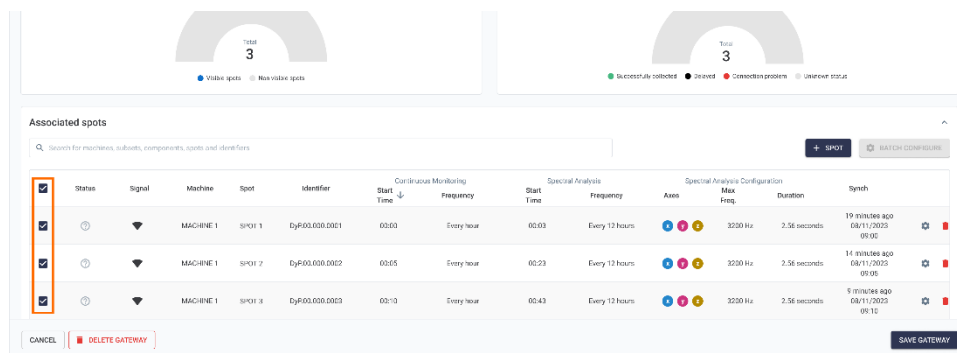 Total
3
Visible spots Non visible spots
Total
3
Successfully collected Delayed Connection problem Unknown status
Associated spots
Search for machines, subsets, components, spots and identifiers
+ SPOT
BATCH CONFIGURE
Continuous Monitoring Spectral Analysis Spectral Analysis Configuration
Status Signal Machine Spot Identifier Start Time Frequency Start Time Frequency Axes Max Freq. Duration Synch
MACHINE 1 SPOT 1 DyP.00.000.0001 00:00 Every hour 00:03 Every 12 hours X Y Z 3200 Hz 2.56 seconds 19 minutes ago 08/11/2023 09:00
MACHINE 1 SPOT 2 DyP.00.000.0002 00:05 Every hour 00:23 Every 12 hours X Y Z 3200 Hz 2.56 seconds 14 minutes ago 08/11/2023 09:05
MACHINE 1 SPOT 3 DyP.00.000.0003 00:10 Every hour 00:43 Every 12 hours X Y Z 3200 Hz 2.56 seconds 9 minutes ago 08/11/2023 09:10
CANCEL
DELETE GATEWAY
SAVE GATEWAY